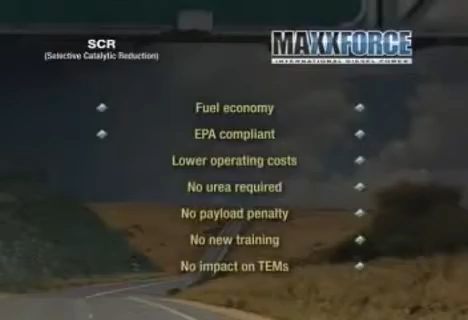 SCR
(Selective Catalytic Reduction)
MAXXFORCE
INTERNATIONAL DIESEL POWER
Fuel economy
EPA compliant
Lower operating costs
No urea required
No payload penalty
No new training
No impact on TEMs